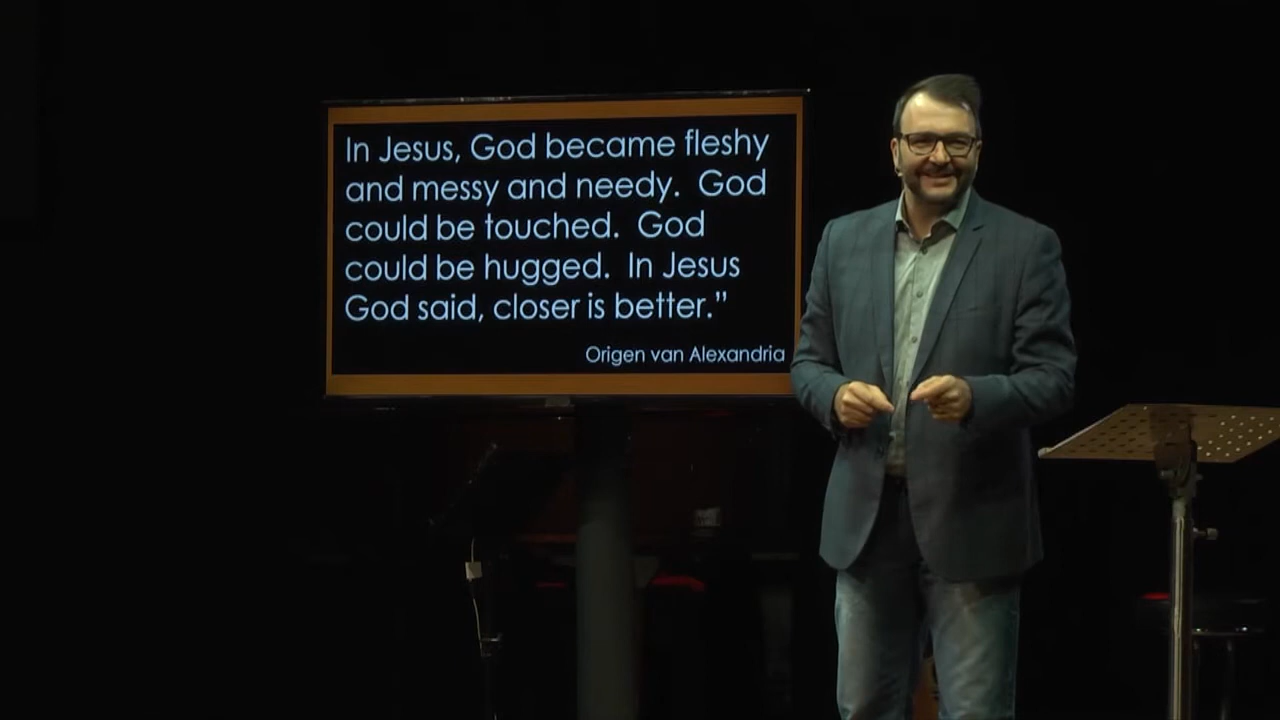 In Jesus, God became fleshy
and messy and needy.  God
could be touched.  God
could be hugged.  In Jesus
God said, closer is better.”
Origen van Alexandria